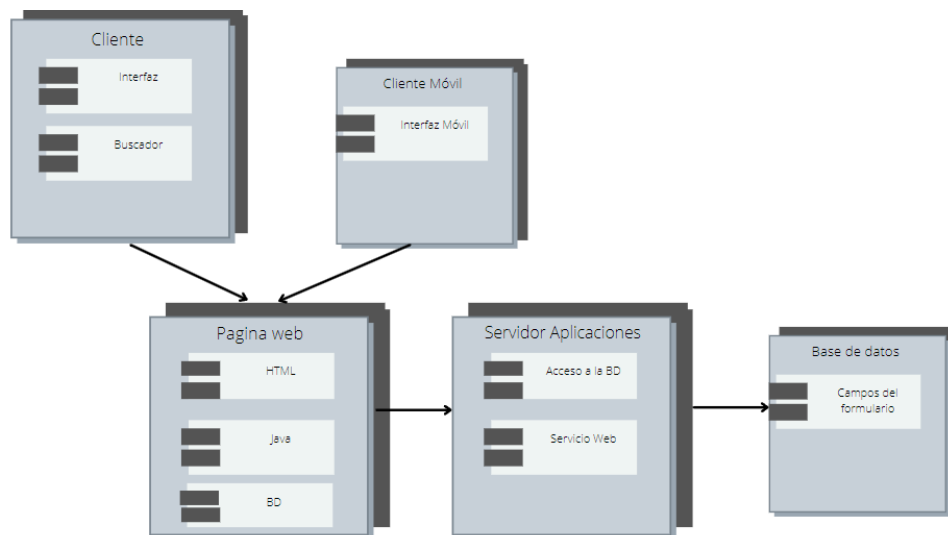 Cliente
Interfaz
Buscador
Cliente Móvil
Interfaz Móvil
Pagina web
HTML
Java
BD
Servidor Aplicaciones
Acceso a la BD
Servicio Web
Base de datos
Campos del
formulario